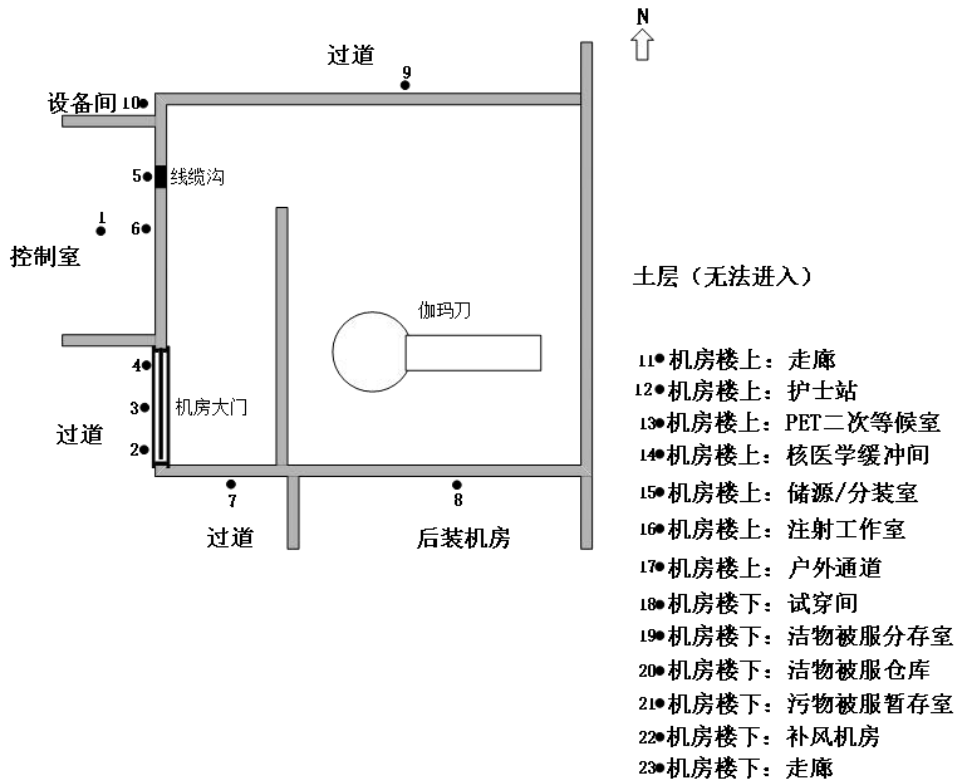 N
过道
9
设备间 10
5 线缆沟
1
6
控制室
土层（无法进入）
伽玛刀
4
11 机房楼上：走廊
12 机房楼上：护士站
3 机房大门
13 机房楼上：PET二次等候室
过道
2
14 机房楼上：核医学缓冲间
7
8
15 机房楼上：储源/分装室
过道
后装机房
16 机房楼上：注射工作室
17 机房楼上：户外通道
18 机房楼下：试穿间
19 机房楼下：洁物被服分存室
20 机房楼下：洁物被服仓库
21 机房楼下：污物被服暂存室
22 机房楼下：补风机房
23 机房楼下：走廊